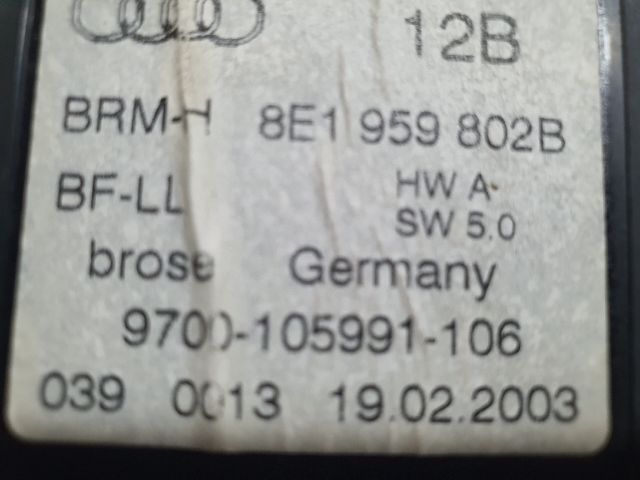 12B
BRM-H 8E1 959 802B
BF-LL HW A
SW 5.0
brose Germany
9700-105991-106
039 0013 19.02.2003